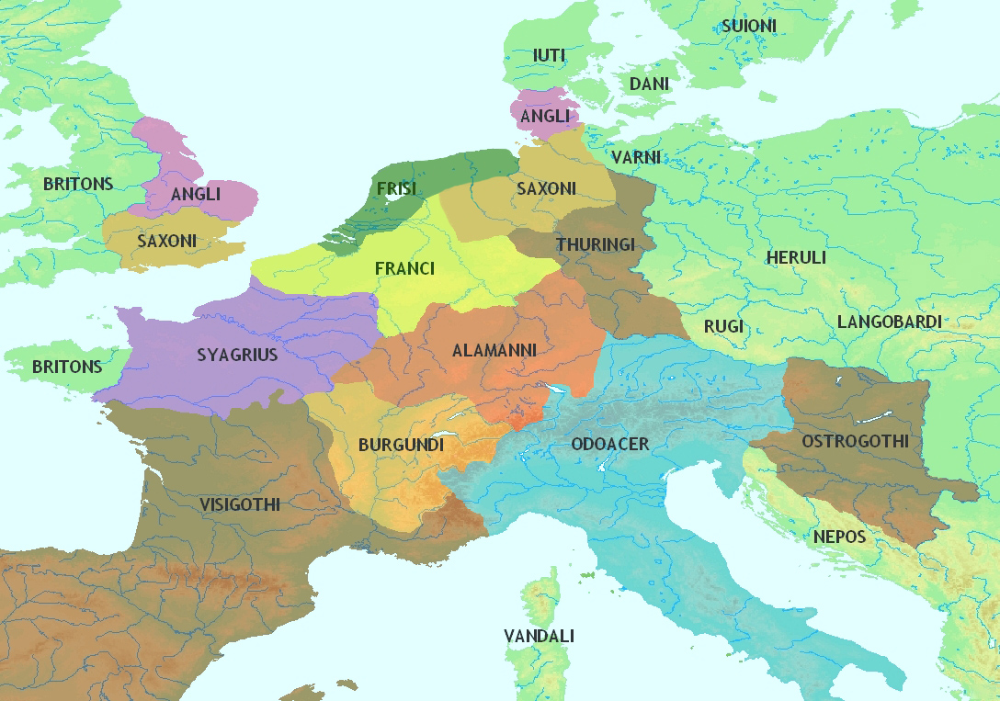 SUIONI
IUTI
DANI
ANGLI
VARNI
BRITONS
FRISI
SAXONI
ANGLI
SAXONI
THURINGI
HERULI
FRANCI
RUGI
LANGOBARDI
SYAGRIUS
ALAMANNI
BRITONS
BURGUNDI
ODOACER
OSTROGOTHI
VISIGOTHI
NEPOS
VANDALI